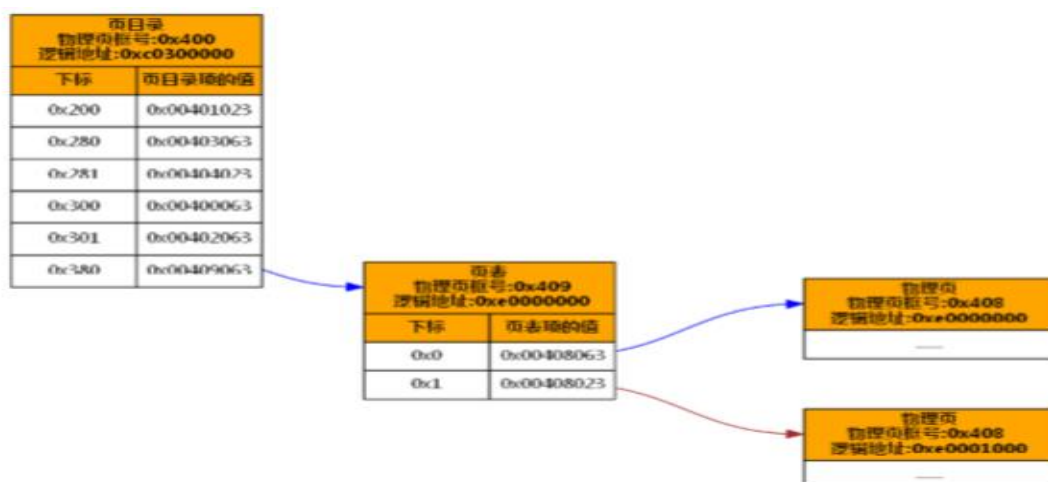 页目录
物理页框号:0x400
逻辑地址:0xc0300000
下标 页目录项的值
0x200 0x00401023
0x280 0x00403063
0x281 0x00404023
0x300 0x00400063
0x301 0x00402063
0x380 0x00409063
页表
物理页框号:0x409
逻辑地址:0xe0000000
下标 页表项的值
0x0 0x00408063
0x1 0x00408023
物理页
物理页框号:0x408
逻辑地址:0xe0000000
......
物理页
物理页框号:0x408
逻辑地址:0xe0001000
......